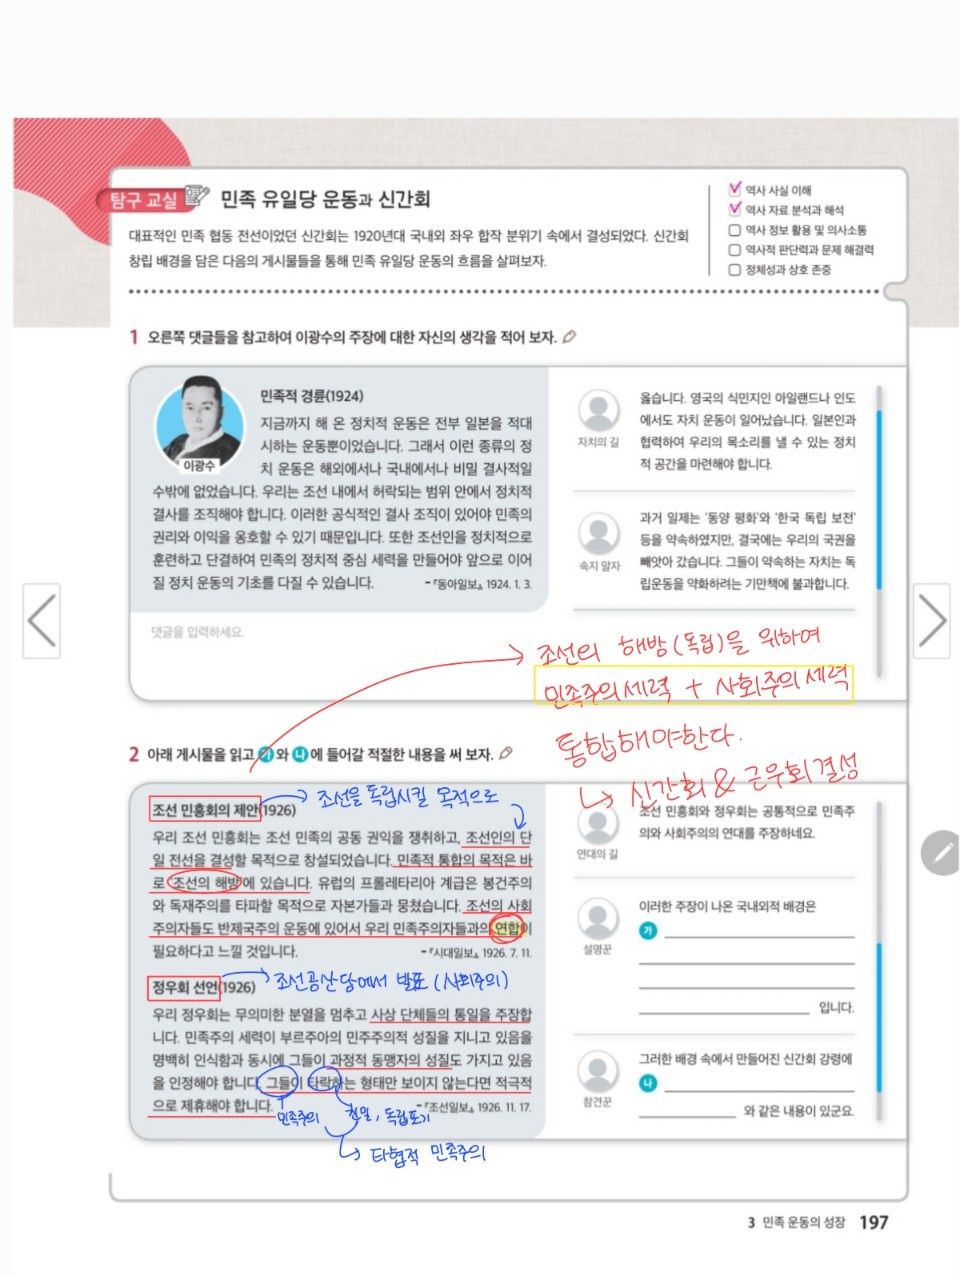 탐구 교실
민족 유일당 운동과 신간회
대표적인 민족 협동 전선이었던 신간회는 1920년대 국내외 좌우 합작 분위기 속에서 결성되었다. 신간회
창립 배경을 담은 다음의 게시물들을 통해 민족 유일당 운동의 흐름을 살펴보자.
역사 사실 이해
역사 자료 분석과 해석
역사 정보 활용 및 의사소통
역사적 판단력과 문제 해결력
정체성과 상호 존중
1 오른쪽 댓글들을 참고하여 이광수의 주장에 대한 자신의 생각을 적어 보자.
이광수
민족적 경륜(1924)
지금까지 해 온 정치적 운동은 전부 일본을 적대
시하는 운동뿐이었습니다. 그래서 이런 종류의 정
치 운동은 해외에서나 국내에서나 비밀 결사적일
수밖에 없었습니다. 우리는 조선 내에서 허락되는 범위 안에서 정치적
결사를 조직해야 합니다. 이러한 공식적인 결사 조직이 있어야 민족의
권리와 이익을 옹호할 수 있기 때문입니다. 또한 조선인을 정치적으로
훈련하고 단결하여 민족의 정치적 중심 세력을 만들어야 앞으로 이어
질 정치 운동의 기초를 다질 수 있습니다.
-『동아일보』, 1924. 1. 3.
댓글을 입력하세요.
자치의 길
옳습니다. 영국의 식민지인 아일랜드나 인도
에서도 자치 운동이 일어났습니다. 일본인과
협력하여 우리의 목소리를 낼 수 있는 정치
적 공간을 마련해야 합니다.
속지 말자
과거 일제는 '동양 평화'와 '한국 독립 보전'
등을 약속하였지만, 결국에는 우리의 국권을
빼앗아 갔습니다. 그들이 약속하는 자치는 독
립운동을 약화하려는 기만책에 불과합니다.
조선의 해방(독립)을 위하여
민족주의세력 + 사회주의세력
통합해야한다.
신간회 & 근우회 결성
2 아래 게시물을 읽고 가와 나에 들어갈 적절한 내용을 써 보자.
조선 민흥회의 제안(1926)
조선을 독립시킬 목적으로
우리 조선 민흥회는 조선 민족의 공동 권익을 쟁취하고, 조선인의 단
일 전선을 결성할 목적으로 창설되었습니다. 민족적 통합의 목적은 바
로 '조선의 해방'에 있습니다. 유럽의 프롤레타리아 계급은 봉건주의
와 독재주의를 타파할 목적으로 자본가들과 뭉쳤습니다. 조선의 사회
주의자들도 반제국주의 운동에 있어서 우리 민족주의자들과의 연합이
필요하다고 느낄 것입니다.
-『시대일보』, 1926. 7. 11.
정우회 선언(1926)
조선공산당에서 발표(사회주의)
우리 정우회는 무의미한 분열을 멈추고 사상 단체들의 통일을 주장합
니다. 민족주의 세력이 부르주아의 민주주의적 성질을 지니고 있음을
명백히 인식함과 동시에 그들이 과정적 동맹자의 성질도 가지고 있음
을 인정해야 합니다. 그들이 타락하는 형태만 보이지 않는다면 적극적
으로 제휴해야 합니다.
-『조선일보』, 1926. 11. 17.
민족주의
친일, 독립포기
타협적 민족주의
연대의 길
조선 민흥회와 정우회는 공통적으로 민족주
의와 사회주의의 연대를 주장하네요.
설명꾼
이러한 주장이 나온 국내외적 배경은
가
입니다.
참견꾼
그러한 배경 속에서 만들어진 신간회 강령에
나
와 같은 내용이 있군요.
3 민족 운동의 성장 197